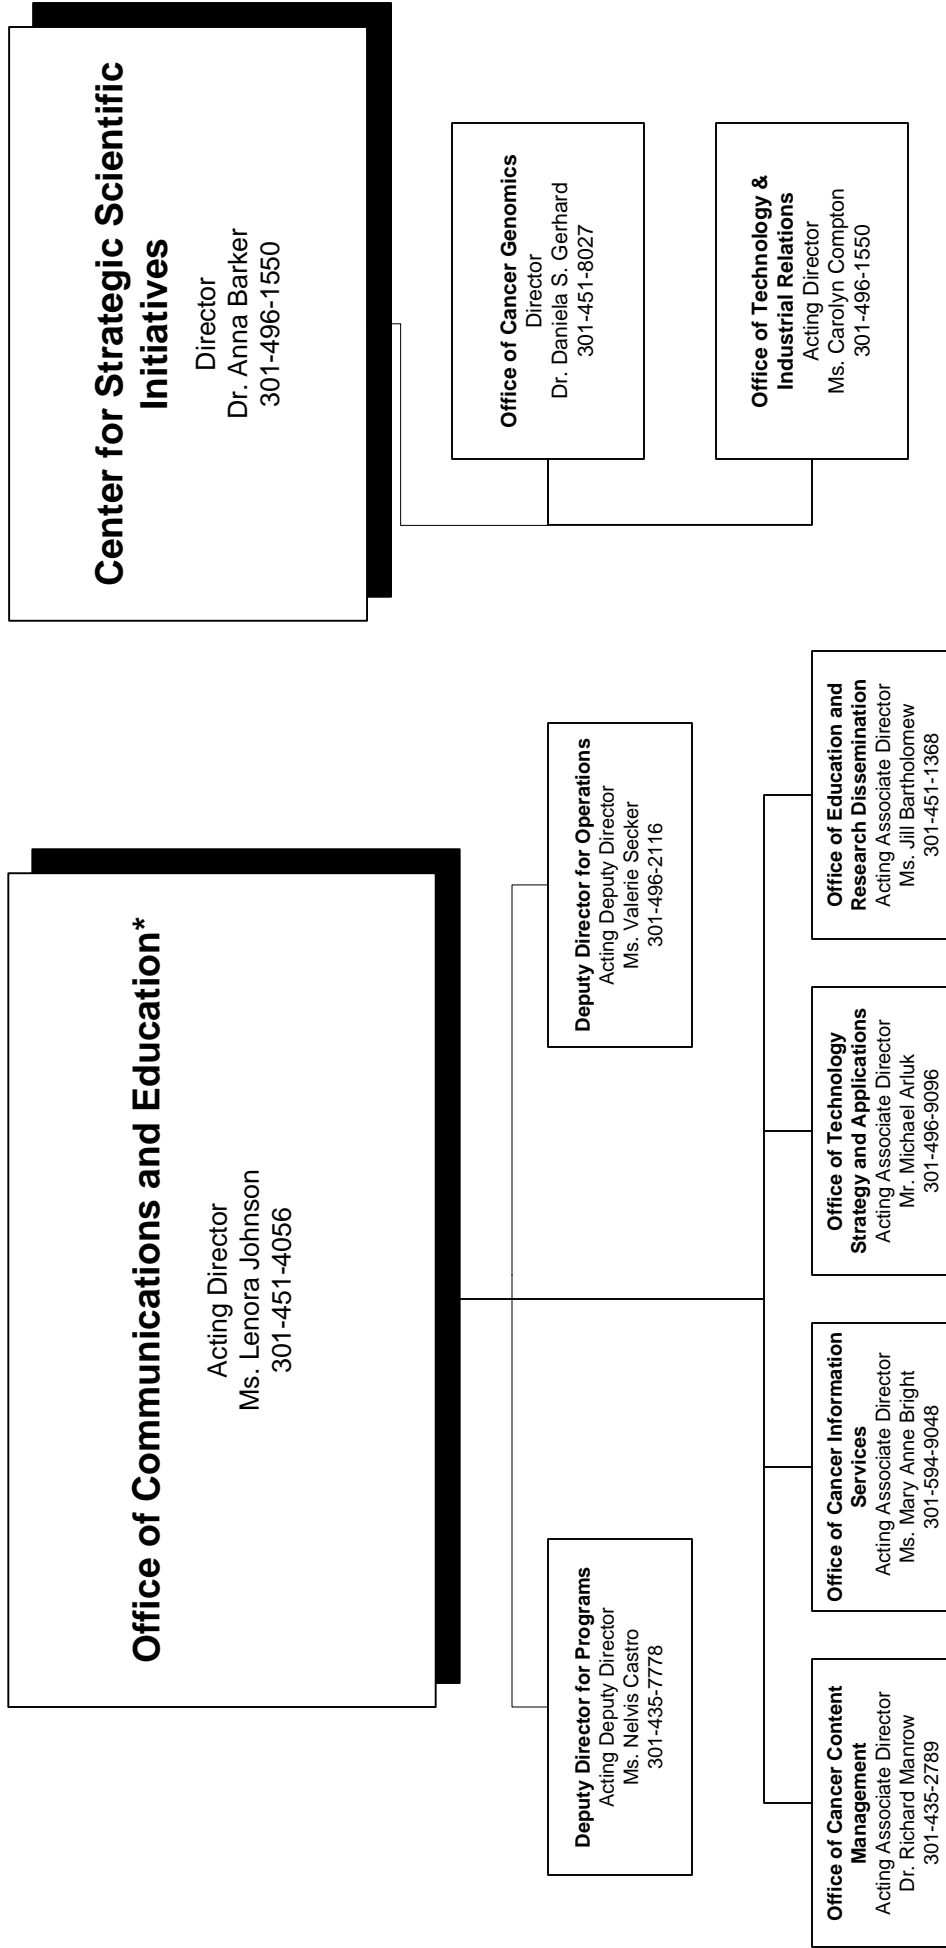 Office of Communications and Education*
Acting Director
Ms. Lenora Johnson
301-451-4056
Deputy Director for Programs
Acting Deputy Director
Ms. Nelvis Castro
301-435-7778
Deputy Director for Operations
Acting Deputy Director
Ms. Valerie Secker
301-496-2116
Office of Cancer Content
Management
Acting Associate Director
Dr. Richard Manrow
301-435-2789
Office of Cancer Information
Services
Acting Associate Director
Ms. Mary Anne Bright
301-594-9048
Office of Technology
Strategy and Applications
Acting Associate Director
Mr. Michael Arluk
301-496-9096
Office of Education and
Research Dissemination
Acting Associate Director
Ms. Jill Bartholomew
301-451-1368
Center for Strategic Scientific
Initiatives
Director
Dr. Anna Barker
301-496-1550
Office of Cancer Genomics
Director
Dr. Daniela S. Gerhard
301-451-8027
Office of Technology &
Industrial Relations
Acting Director
Ms. Carolyn Compton
301-496-1550